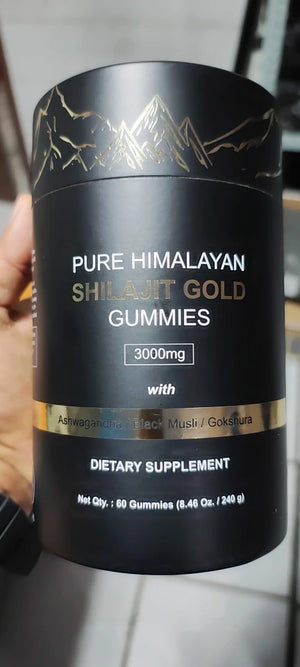 PURE HIMALAYAN
SHILAJIT GOLD
GUMMIES
3000mg
with
Ashwagandha / Black Musli / Gokshura
DIETARY SUPPLEMENT
Net Qty. : 60 Gummies (8.46 Oz. / 240 g)